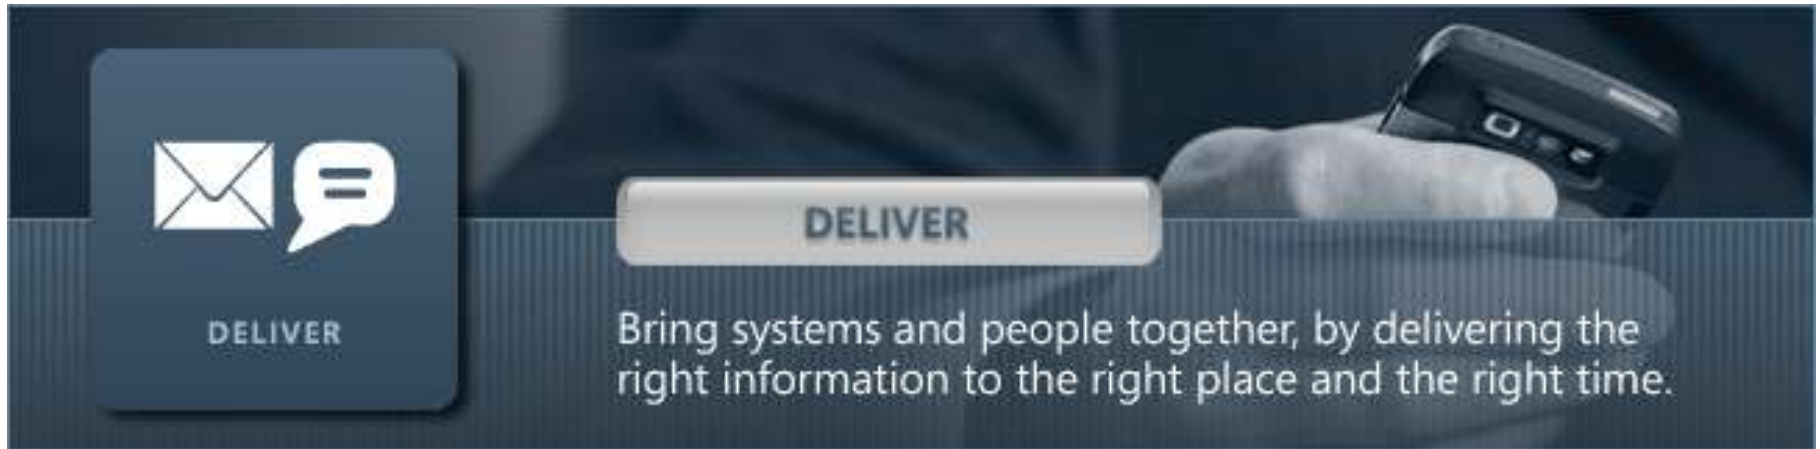 DELIVER
DELIVER
Bring systems and people together, by delivering the
right information to the right place and the right time.